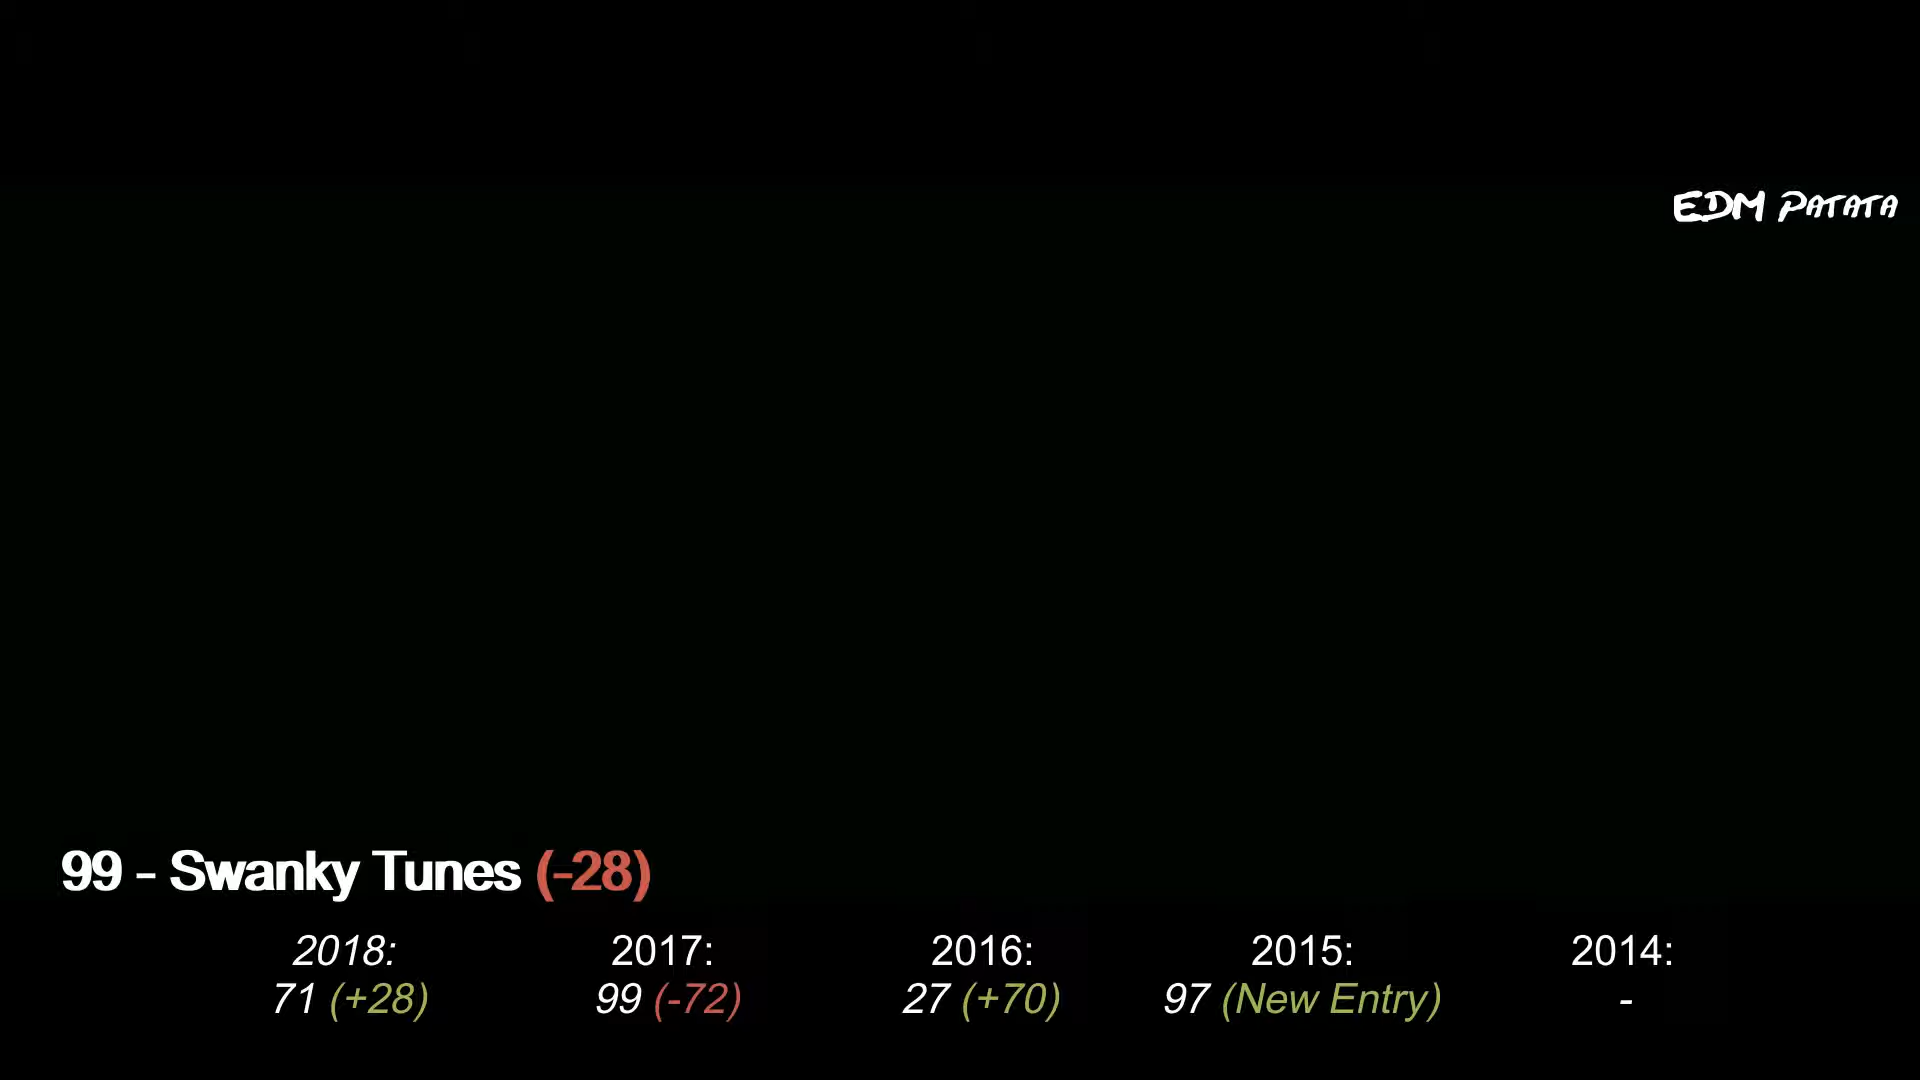 EDM PATATA
99 - Swanky Tunes (-28)
2018: 2017: 2016: 2015: 2014:
71 (+28) 99 (-72) 27 (+70) 97 (New Entry) -